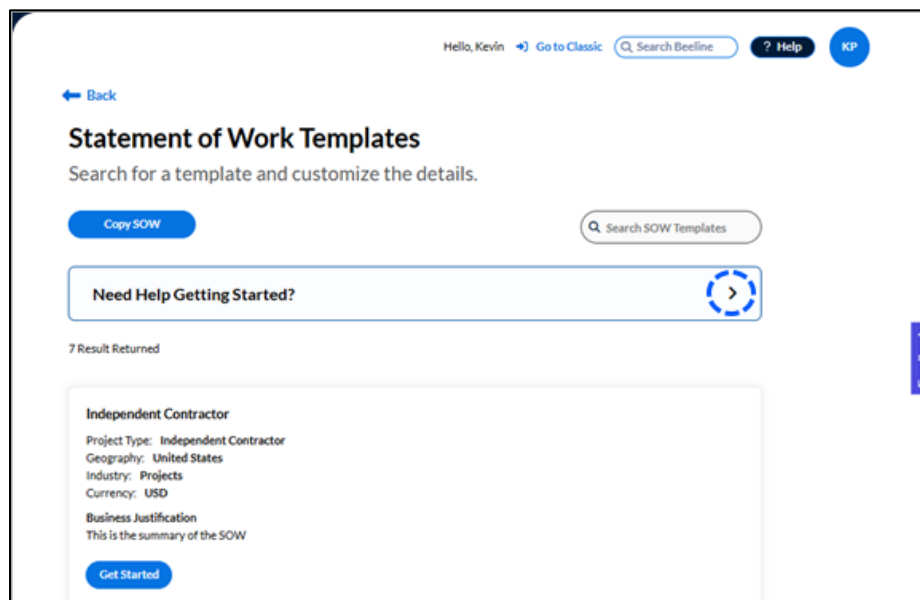 Hello, Kevin Go to Classic Search Beeline ? Help KP
Back
Statement of Work Templates
Search for a template and customize the details.
Copy SOW Search SOW Templates
Need Help Getting Started?
7 Result Returned
Independent Contractor
Project Type: Independent Contractor
Geography: United States
Industry: Projects
Currency: USD
Business Justification
This is the summary of the SOW
Get Started